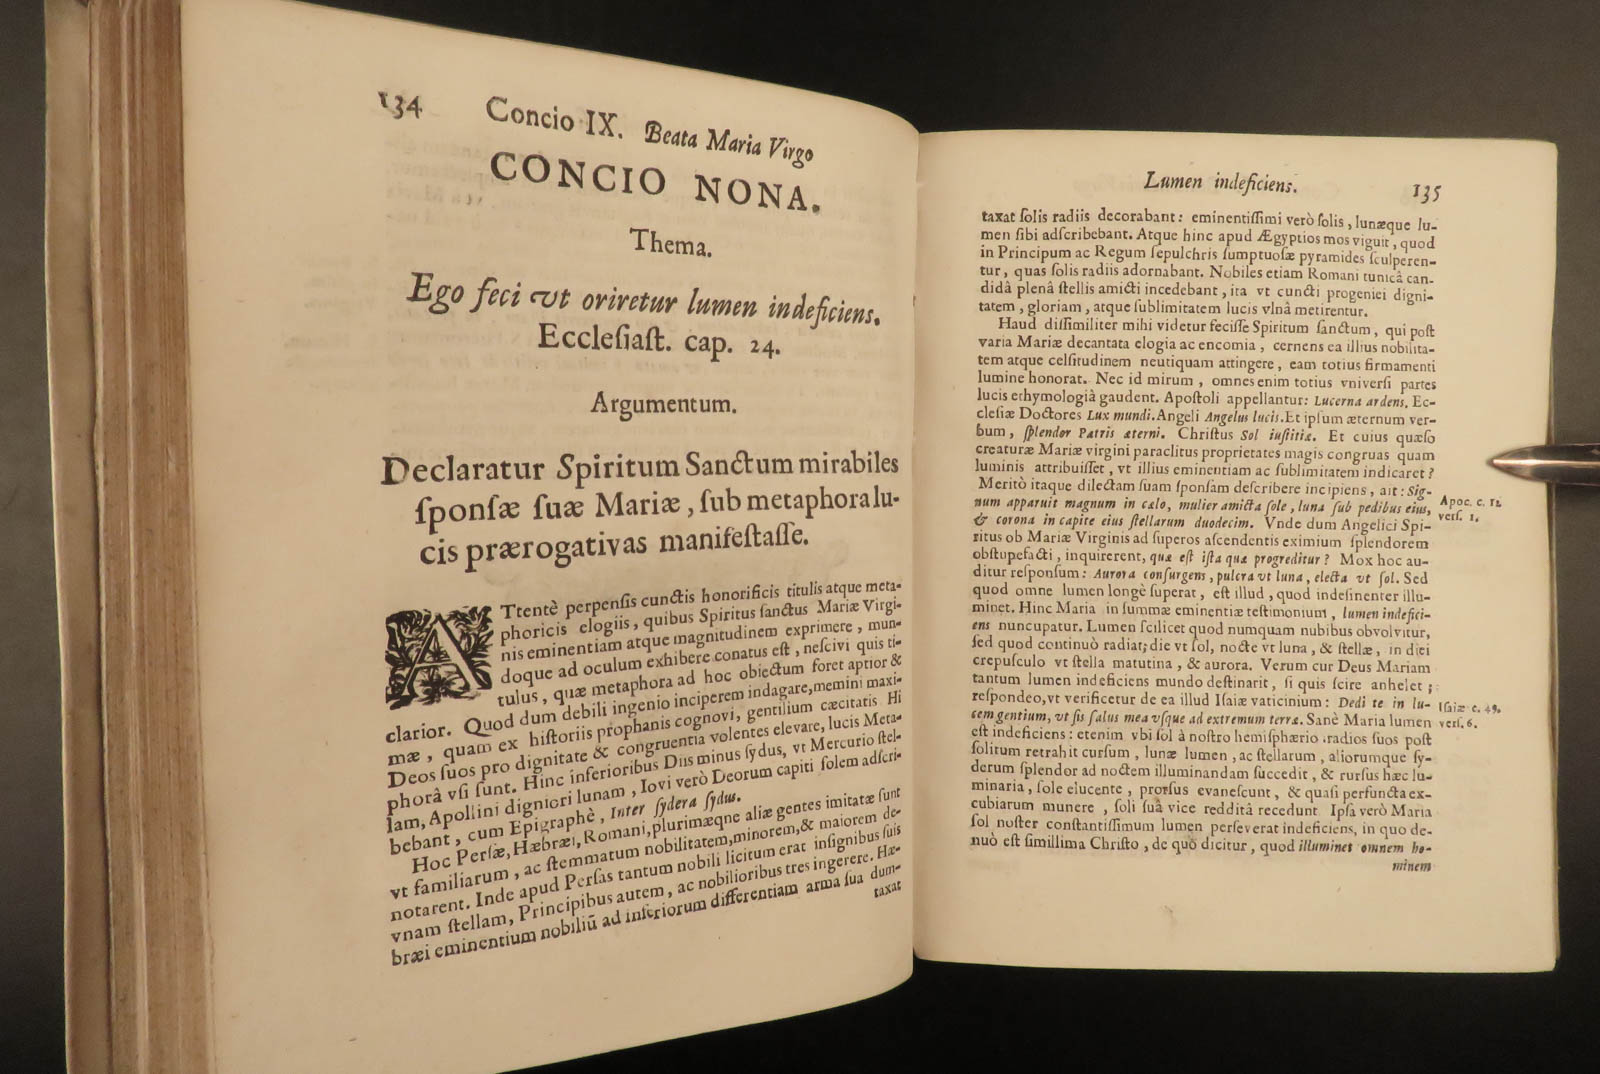 134 Concio IX. Beata Maria Virgo
CONCIO NONA.
Thema.
Ego feci vt oriretur lumen indeficiens.
Eccleſiaſt. cap. 24.
Argumentum.
Declaratur Spiritum Sanctum mirabiles
ſponſæ ſuæ Mariæ, ſub metaphora lu-
cis prærogativas manifeſtaſſe.
ATtentè perpenſis cunctis honorificis titulis atque meta-
phoricis elogiis, quibus Spiritus ſanctus Mariæ Virgi-
nis eminentiam atque magnitudinem exprimere, mun-
doque ad oculum exhibere conatus eſt, neſcivi quis ti-
tulus, quæ metaphora ad hoc obiectum foret aptior &
clarior. Quod dum debili ingenio inciperem indagare, memini maxi-
mæ, quam ex hiſtoriis prophanis cognovi, gentilium cæcitatis. Hi
Deos ſuos pro dignitate & congruentia volentes elevare, lucis Meta-
phorâ vſi ſunt. Hinc inferioribus Diis minus ſydus, vt Mercurio ſtel-
lam, Apollini digniori lunam, Iovi verò Deorum capiti ſolem adſcri-
bebant, cum Epigraphè, Inter ſydera ſydus.
Hoc Perſæ, Hæbræi, Romani, plurimæqne aliæ gentes imitatæ ſunt
vt familiarum, ac ſtemmatum nobilitatem, minorem, & maiorem de-
notarent. Inde apud Perſas tantum nobili licitum erat inſignibus ſuis
vnam ſtellam, Principibus autem, ac nobilioribus tres ingerere. Hæ-
bræi eminentium nobiliũ ad inferiorum differentiam arma ſua dum-
taxat
Lumen indeficiens. 135
taxat ſolis radiis decorabant: eminentiſſimi verò ſolis, lunæque lu-
men ſibi adſcribebant. Atque hinc apud Ægyptios mos viguit, quod
in Principum ac Regum ſepulchris ſumptuoſæ pyramides ſculperen-
tur, quas ſolis radiis adornabant. Nobiles etiam Romani tunicâ can-
didâ plenâ ſtellis amicti incedebant, ita vt cuncti progeniei digni-
tatem, gloriam, atque ſublimitatem lucis vlnâ metirentur.
Haud diſſimiliter mihi videtur feciſſe Spiritum ſanctum, qui poſt
varia Mariæ decantata elogia ac encomia, cernens ea illius nobilita-
tem atque celſitudinem neutiquam attingere, eam totius firmamenti
lumine honorat. Nec id mirum, omnes enim totius vniverſi partes
lucis ethymologiâ gaudent. Apoſtoli appellantur: Lucerna ardens. Ec-
cleſiæ Doctores Lux mundi. Angeli Angelus lucis. Et ipſum æternum ver-
bum, ſplendor Patris æterni. Chriſtus Sol iuſtitiæ. Et cuius quæſo
creaturæ Mariæ virgini paraclitus proprietates magis congruas quam
luminis attribuiſſet, vt illius eminentiam ac ſublimitatem indicaret?
Meritò itaque dilectam ſuam ſponſam deſcribere incipiens, ait: Sig-
num apparuit magnum in cælo, mulier amicta ſole, luna ſub pedibus eius,
& corona in capite eius ſtellarum duodecim. Vnde dum Angelici Spi-
ritus ob Mariæ Virginis ad ſuperos aſcendentis eximium ſplendorem
obſtupefacti, inquirerent, quæ eſt iſta quæ progreditur? Mox hoc au-
ditur reſponſum: Aurora conſurgens, pulcra vt luna, electa vt ſol. Sed
quod omne lumen longè ſuperat, eſt illud, quod indeſinenter illu-
minet. Hinc Maria in ſummæ eminentiæ teſtimonium, lumen indefici-
ens nuncupatur. Lumen ſcilicet quod numquam nubibus obvolvitur,
ſed quod continuò radiat; die vt ſol, nocte vt luna, & ſtellæ, in diei
crepuſculo vt ſtella matutina, & aurora. Verum cur Deus Mariam
tantum lumen indeficiens mundo deſtinarit, ſi quis ſcire anhelet;
reſpondeo, vt verificetur de ea illud Iſaiæ vaticinium: Dedi te in lu-
cem gentium, vt ſis ſalus mea vſque ad extremum terræ. Sanè Maria lumen
eſt indeficiens: etenim vbi ſol à noſtro hemiſphærio radios ſuos poſt
ſolitum retrahit curſum, lunæ lumen, ac ſtellarum, aliorumque ſy-
derum ſplendor ad noctem illuminandam ſuccedit, & rurſus hæc lu-
minaria, ſole elucente, prorſus evaneſcunt, & quaſi perfuncta ex-
cubiarum munere, ſoli ſuâ vice redditâ recedunt. Ipſa verò Maria
ſol noſter conſtantiſſimum lumen perſeverat indeficiens, in quo de-
nuò eſt ſimillima Chriſto, de quo dicitur, quod illuminet omnem ho-
minem
Apoc. c. 12
verſ. 1.
Iſaiæ c. 49.
verſ. 6.